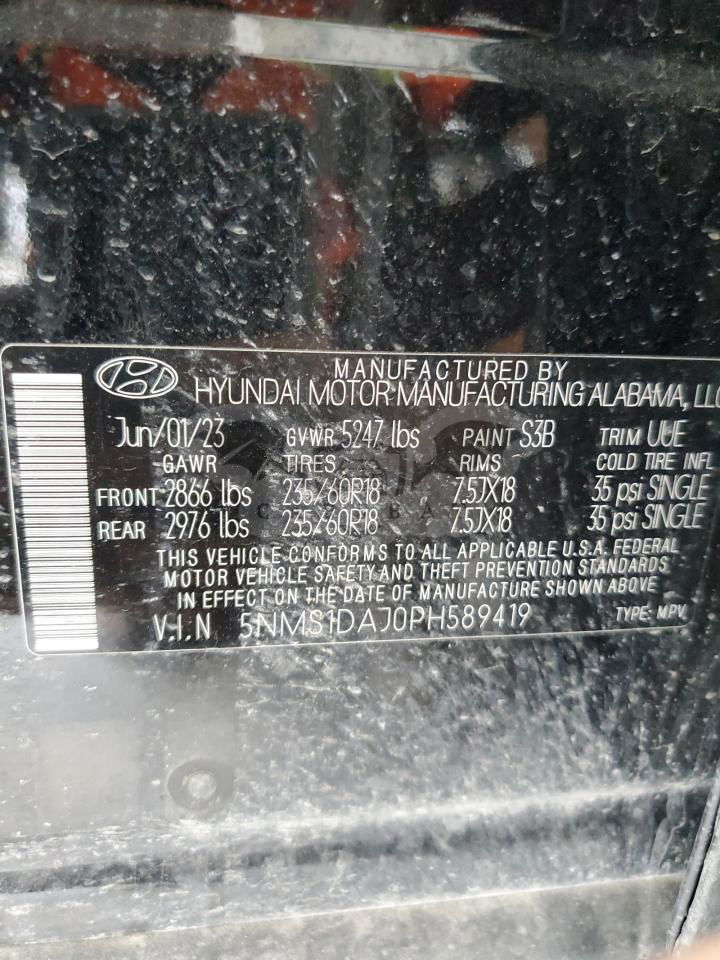 MANUFACTURED BY
HYUNDAI MOTOR MANUFACTURING ALABAMA, LLC
Jun/01/23 GVWR 5247 lbs PAINT S3B TRIM UUE
GAWR TIRES RIMS COLD TIRE INFL
FRONT 2866 lbs 235/60R18 7.5JX18 35 psi SINGLE
REAR 2976 lbs 235/60R18 7.5JX18 35 psi SINGLE
THIS VEHICLE CONFORMS TO ALL APPLICABLE U.S.A. FEDERAL
MOTOR VEHICLE SAFETY AND THEFT PREVENTION STANDARDS
IN EFFECT ON THE DATE OF MANUFACTURE SHOWN ABOVE
V.I.N 5NMS1DAJ0PH589419 TYPE: MPV